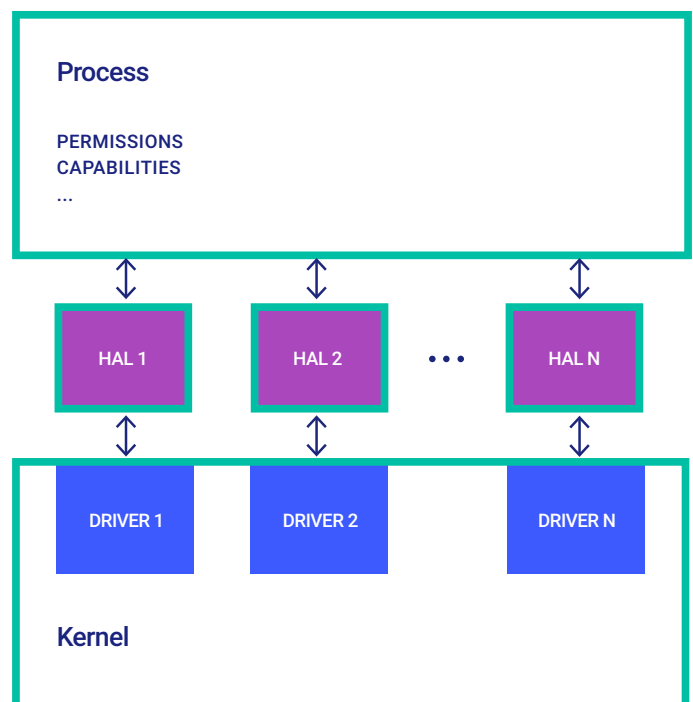 Process
PERMISSIONS
CAPABILITIES
...
HAL 1
HAL 2
...
HAL N
DRIVER 1
DRIVER 2
DRIVER N
Kernel